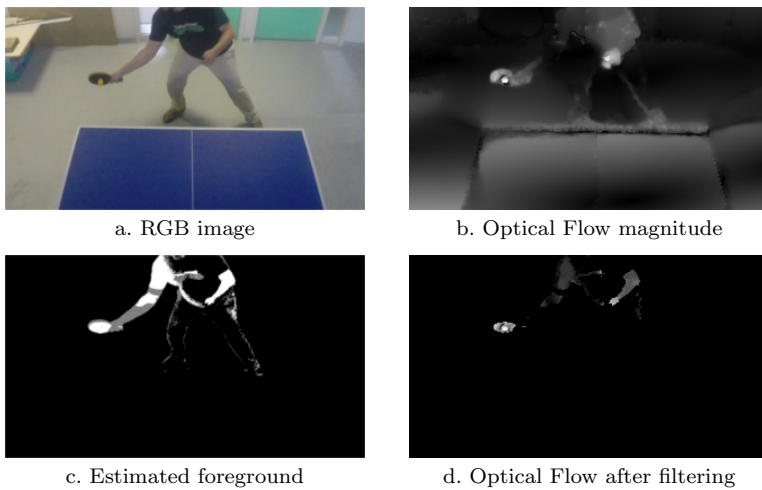 a. RGB image
b. Optical Flow magnitude
c. Estimated foreground
d. Optical Flow after filtering